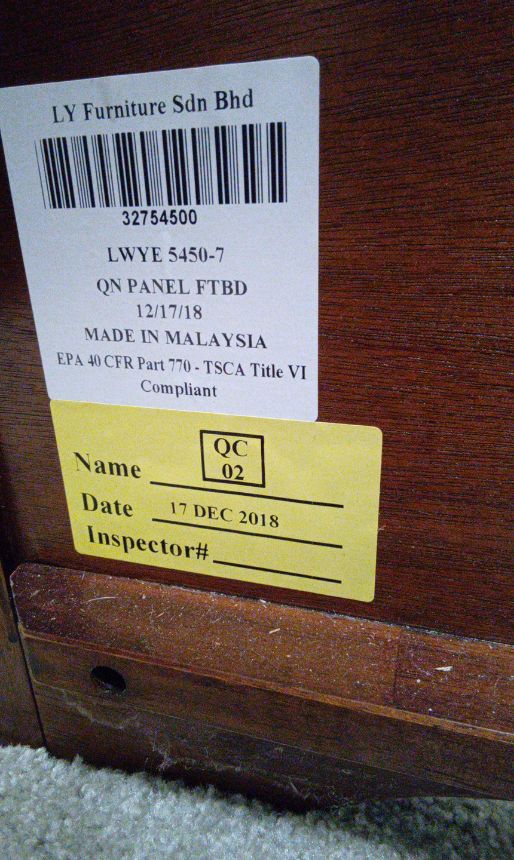 LY Furniture Sdn Bhd
32754500
LWYE 5450-7
QN PANEL FTBD
12/17/18
MADE IN MALAYSIA
EPA 40 CFR Part 770 - TSCA Title VI
Compliant
QC
02
Name
Date 17 DEC 2018
Inspector#